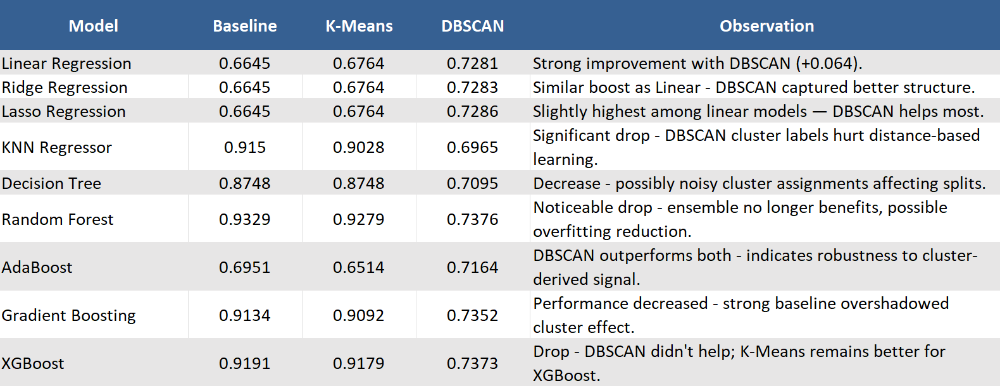 Model Baseline K-Means DBSCAN Observation
Linear Regression 0.6645 0.6764 0.7281 Strong improvement with DBSCAN (+0.064).
Ridge Regression 0.6645 0.6764 0.7283 Similar boost as Linear - DBSCAN captured better structure.
Lasso Regression 0.6645 0.6764 0.7286 Slightly highest among linear models — DBSCAN helps most.
KNN Regressor 0.915 0.9028 0.6965 Significant drop - DBSCAN cluster labels hurt distance-based
learning.
Decision Tree 0.8748 0.8748 0.7095 Decrease - possibly noisy cluster assignments affecting splits.
Random Forest 0.9329 0.9279 0.7376 Noticeable drop - ensemble no longer benefits, possible
overfitting reduction.
AdaBoost 0.6951 0.6514 0.7164 DBSCAN outperforms both - indicates robustness to cluster-
derived signal.
Gradient Boosting 0.9134 0.9092 0.7352 Performance decreased - strong baseline overshadowed
cluster effect.
XGBoost 0.9191 0.9179 0.7373 Drop - DBSCAN didn't help; K-Means remains better for
XGBoost.